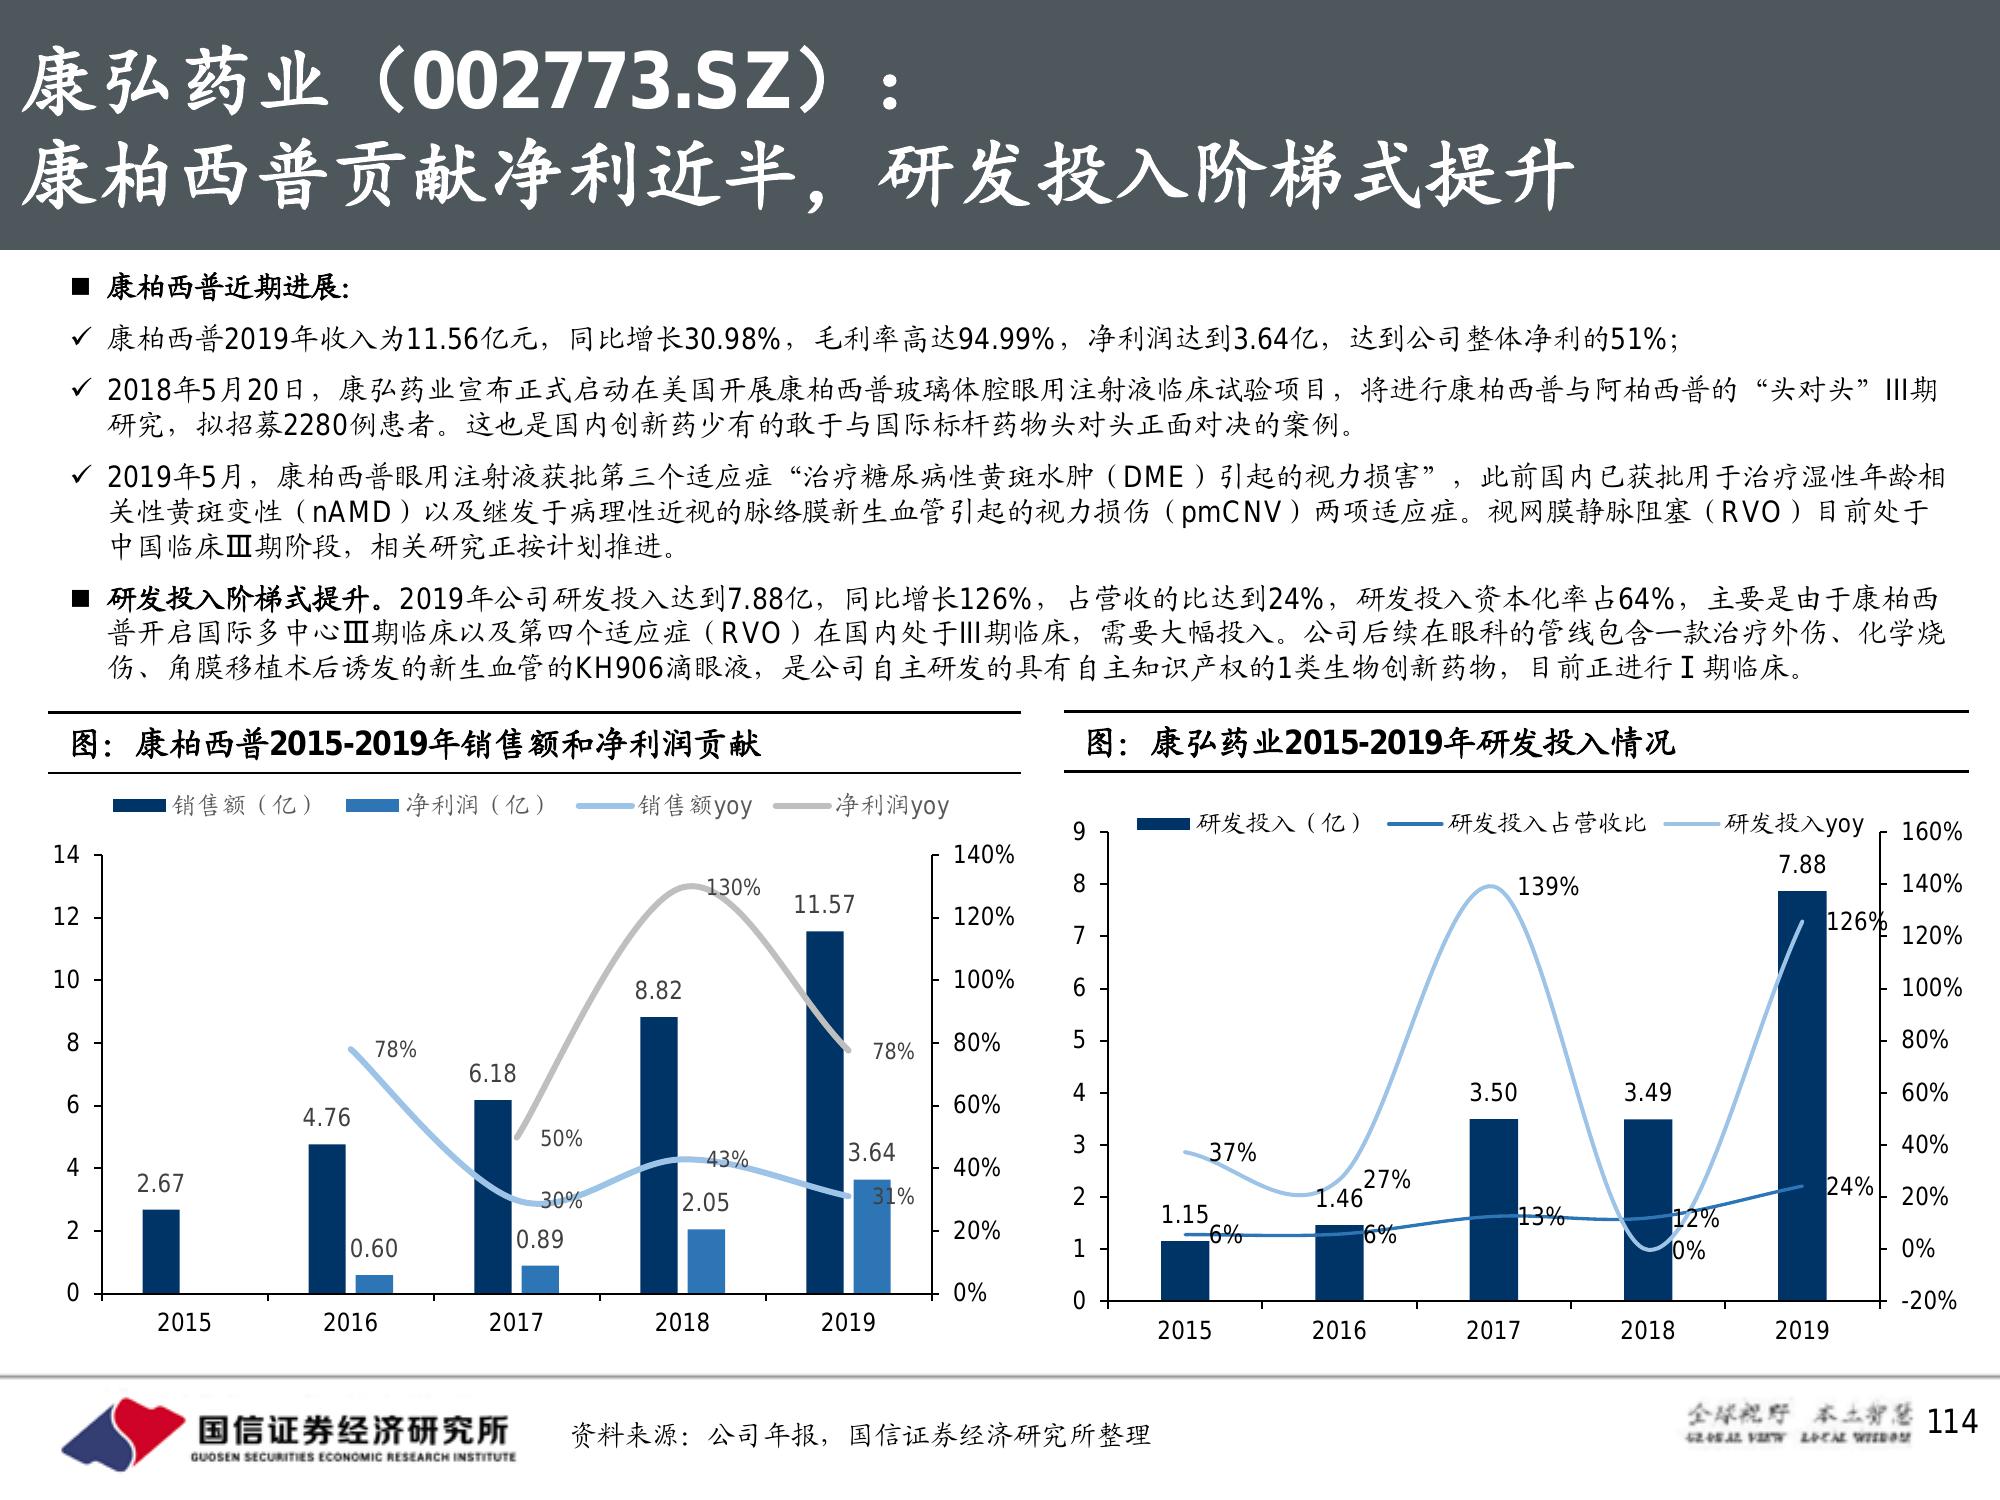 康弘药业（002773.SZ）：
康柏西普贡献净利近半，研发投入阶梯式提升
■ 康柏西普近期进展：
✓ 康柏西普2019年收入为11.56亿元，同比增长30.98%，毛利率高达94.99%，净利润达到3.64亿，达到公司整体净利的51%；
✓ 2018年5月20日，康弘药业宣布正式启动在美国开展康柏西普玻璃体腔眼用注射液临床试验项目，将进行康柏西普与阿柏西普的“头对头”III期
研究，拟招募2280例患者。这也是国内创新药少有的敢于与国际标杆药物头对头正面对决的案例。
✓ 2019年5月，康柏西普眼用注射液获批第三个适应症“治疗糖尿病性黄斑水肿（DME）引起的视力损害”，此前国内已获批用于治疗湿性年龄相
关性黄斑变性（nAMD）以及继发于病理性近视的脉络膜新生血管引起的视力损伤（pmCNV）两项适应症。视网膜静脉阻塞（RVO）目前处于
中国临床Ⅲ期阶段，相关研究正按计划推进。
■ 研发投入阶梯式提升。2019年公司研发投入达到7.88亿，同比增长126%，占营收的比达到24%，研发投入资本化率占64%，主要是由于康柏西
普开启国际多中心Ⅲ期临床以及第四个适应症（RVO）在国内处于III期临床，需要大幅投入。公司后续在眼科的管线包含一款治疗外伤、化学烧
伤、角膜移植术后诱发的新生血管的KH906滴眼液，是公司自主研发的具有自主知识产权的1类生物创新药物，目前正进行Ⅰ期临床。
图：康柏西普2015-2019年销售额和净利润贡献
销售额（亿） 净利润（亿） 销售额yoy 净利润yoy
14
12
10
8
6
4
2
0
140%
120%
100%
80%
60%
40%
20%
0%
2.67
4.76
6.18
8.82
11.57
0.60
0.89
2.05
3.64
78%
30%
43%
31%
50%
130%
78%
2015 2016 2017 2018 2019
图：康弘药业2015-2019年研发投入情况
研发投入（亿） 研发投入占营收比 研发投入yoy
9
8
7
6
5
4
3
2
1
0
160%
140%
120%
100%
80%
60%
40%
20%
0%
-20%
1.15
1.46
3.50
3.49
7.88
6%
6%
13%
12%
24%
37%
27%
139%
0%
126%
2015 2016 2017 2018 2019
国信证券经济研究所
GUOSEN SECURITIES ECONOMIC RESEARCH INSTITUTE
资料来源：公司年报，国信证券经济研究所整理
全球视野 本土智慧
GLOBAL VIEW LOCAL WISDOM
114